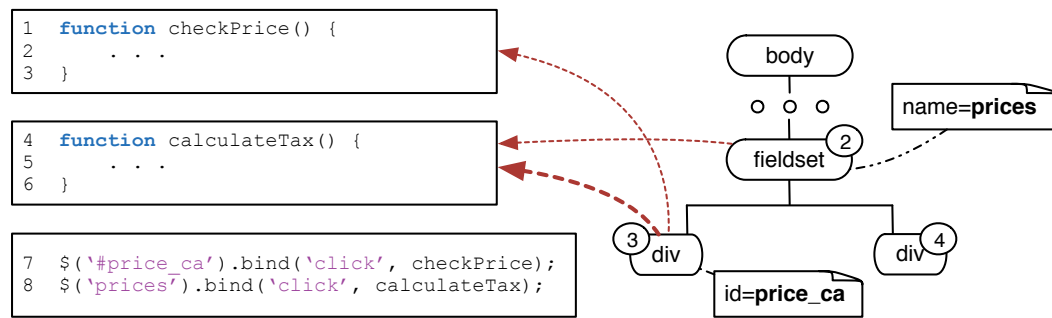 1 function checkPrice() {
2 . . .
3 }
4 function calculateTax() {
5 . . .
6 }
7 $(‘#price_ca’).bind(‘click’, checkPrice);
8 $(‘prices’).bind(‘click’, calculateTax);
body
name=prices
2
fieldset
3
div
4
div
id=price_ca